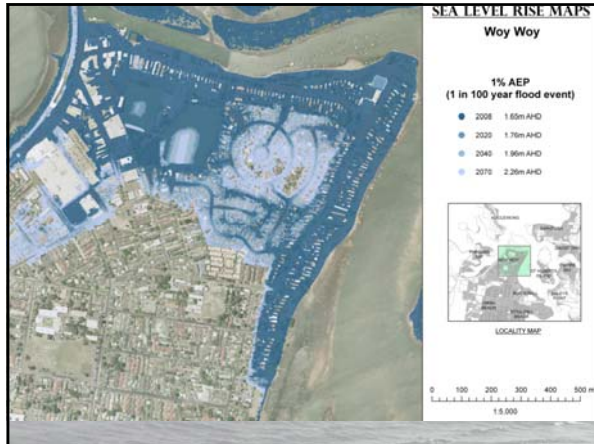 SEA LEVEL RISE MAPS
Woy Woy
1% AEP
(1 in 100 year flood event)
2008 1.65m AHD
2020 1.76m AHD
2040 1.96m AHD
2070 2.26m AHD
LOCALITY MAP
0 100 200 300 400 500 m
1:5,000